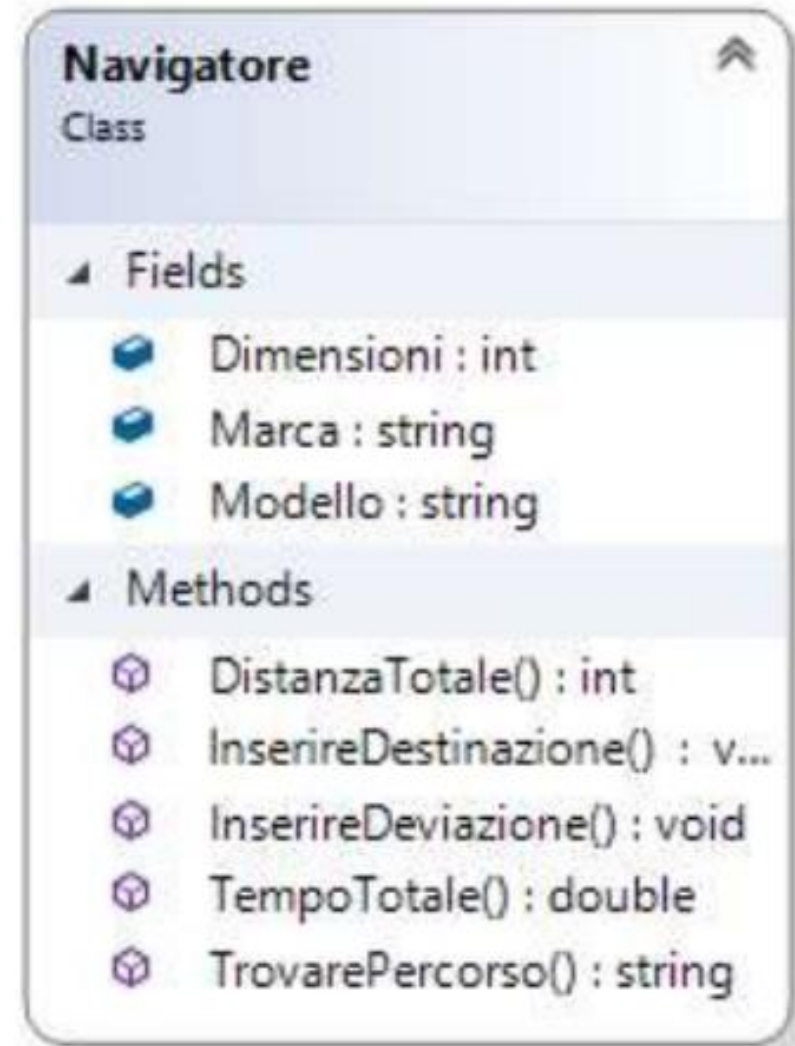 Navigatore
Class
Fields
Dimensioni : int
Marca : string
Modello : string
Methods
DistanzaTotale() : int
InserireDestinazione() : v...
InserireDeviazione() : void
TempoTotale() : double
TrovarePercorso() : string